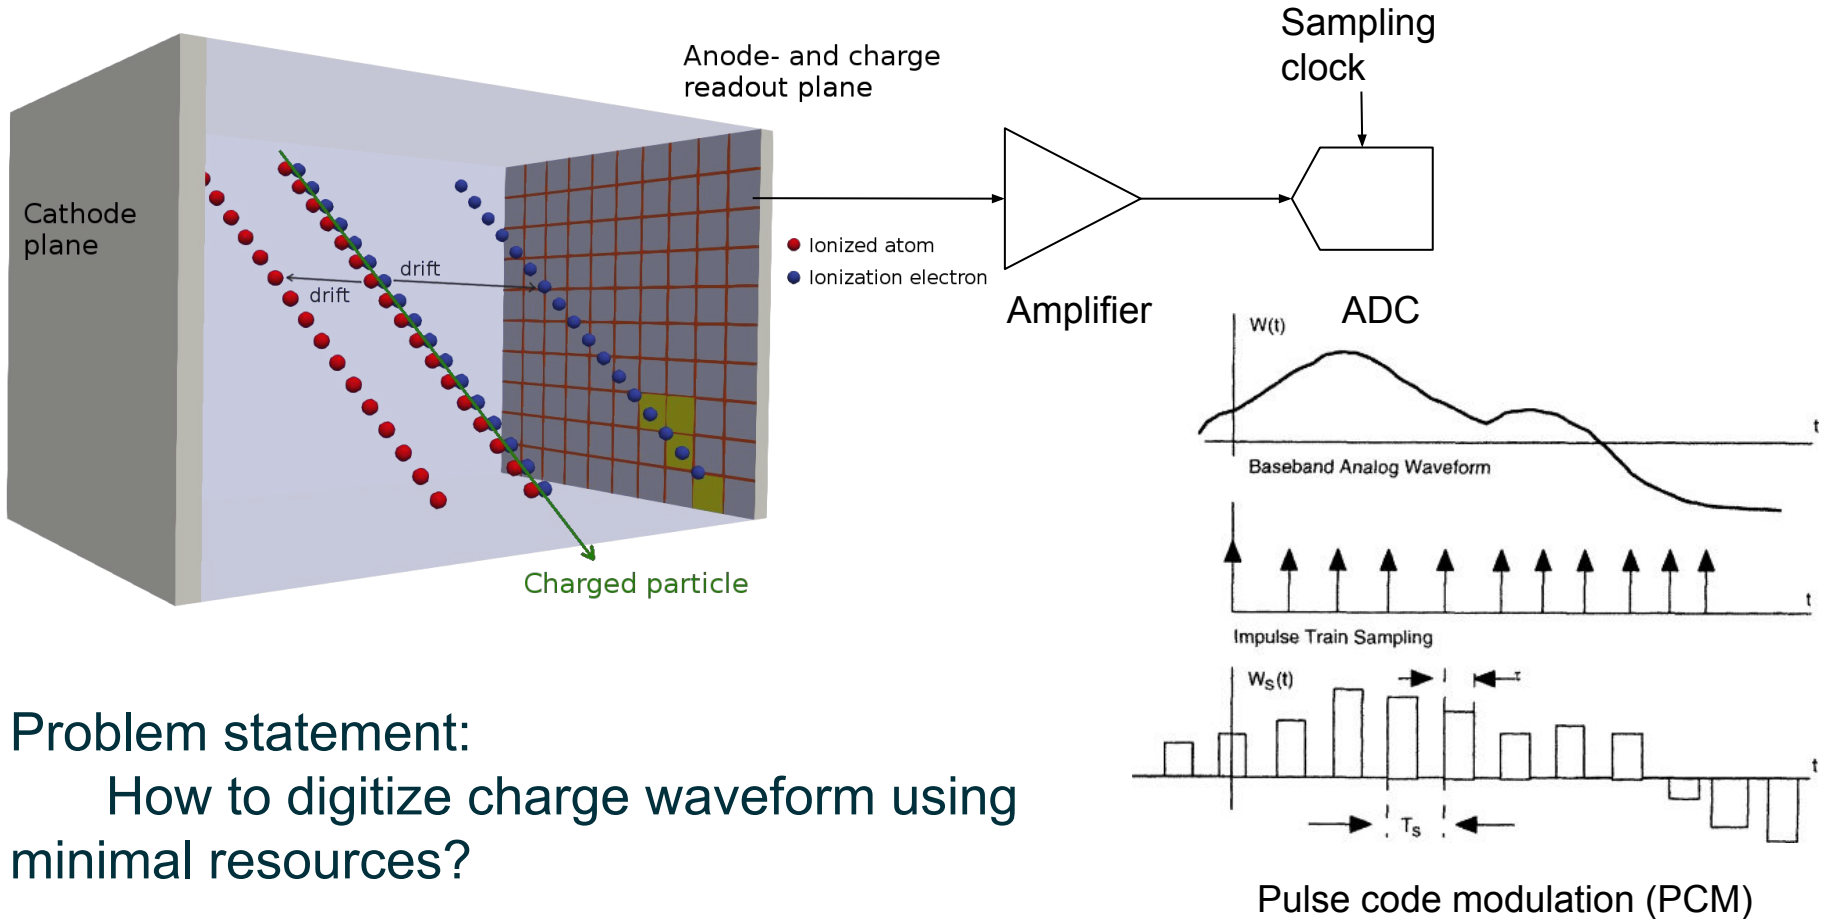 Sampling
clock
Anode- and charge
readout plane
Cathode
plane
drift
drift
Ionized atom
Ionization electron
Charged particle
Amplifier
ADC
W(t)
t
Baseband Analog Waveform
t
Impulse Train Sampling
Wₛ(t)
τ
t
Tₛ
Pulse code modulation (PCM)
Problem statement:
How to digitize charge waveform using
minimal resources?